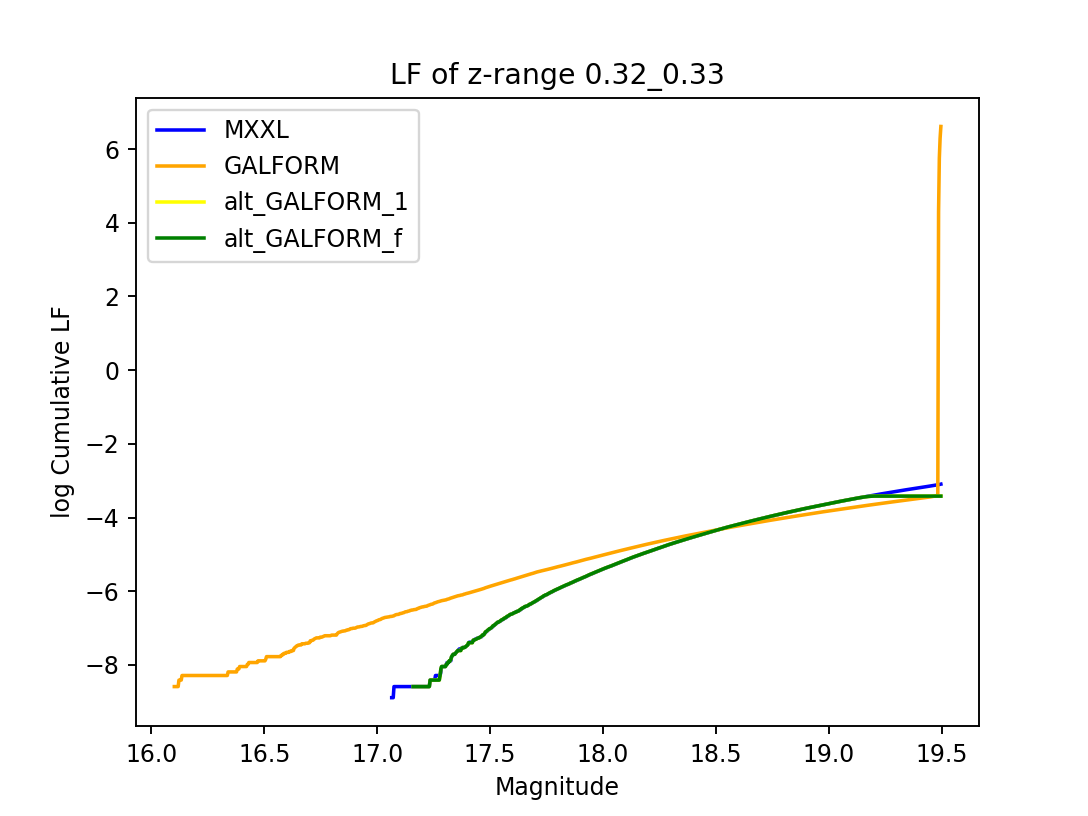 LF of z-range 0.32_0.33
MXXL
GALFORM
alt_GALFORM_1
alt_GALFORM_f
log Cumulative LF
6
4
2
0
−2
−4
−6
−8
16.0 16.5 17.0 17.5 18.0 18.5 19.0 19.5
Magnitude